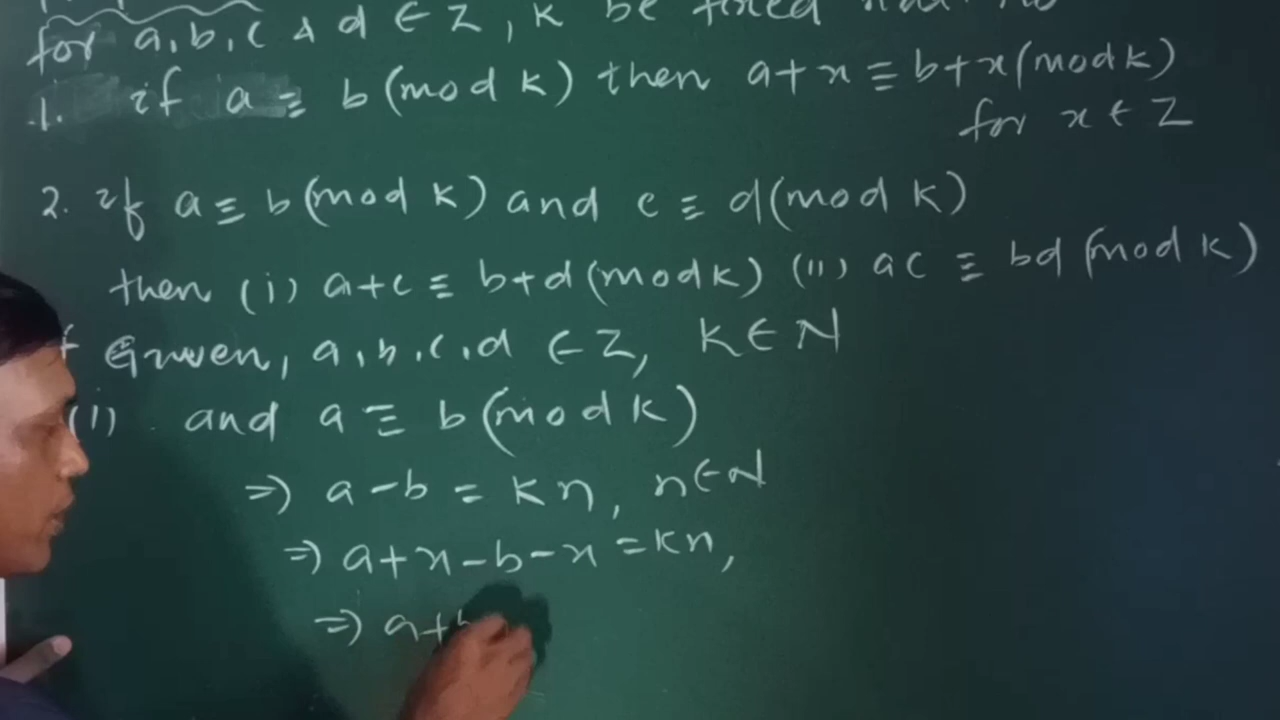 for a, b, c & d ∈ Z, K be fixed
1. if a ≡ b (mod k) then a+x ≡ b+x (mod k)
for x ∈ Z
2. if a ≡ b (mod k) and c ≡ d (mod k)
then (i) a+c ≡ b+d (mod k) (ii) ac ≡ bd (mod k)
Given, a, b, c, d ∈ Z, K ∈ N
(i) and a ≡ b (mod k)
⇒ a - b = kn, n ∈ N
⇒ a+x-b-x = kn,
⇒ a+